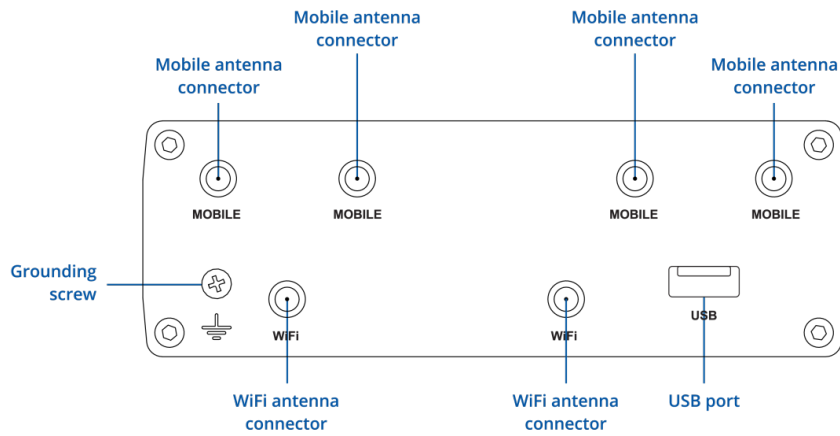 Mobile antenna
connector
Mobile antenna
connector
Mobile antenna
connector
Mobile antenna
connector
MOBILE
MOBILE
MOBILE
MOBILE
Grounding
screw
WiFi
WiFi
USB
WiFi antenna
connector
WiFi antenna
connector
USB port